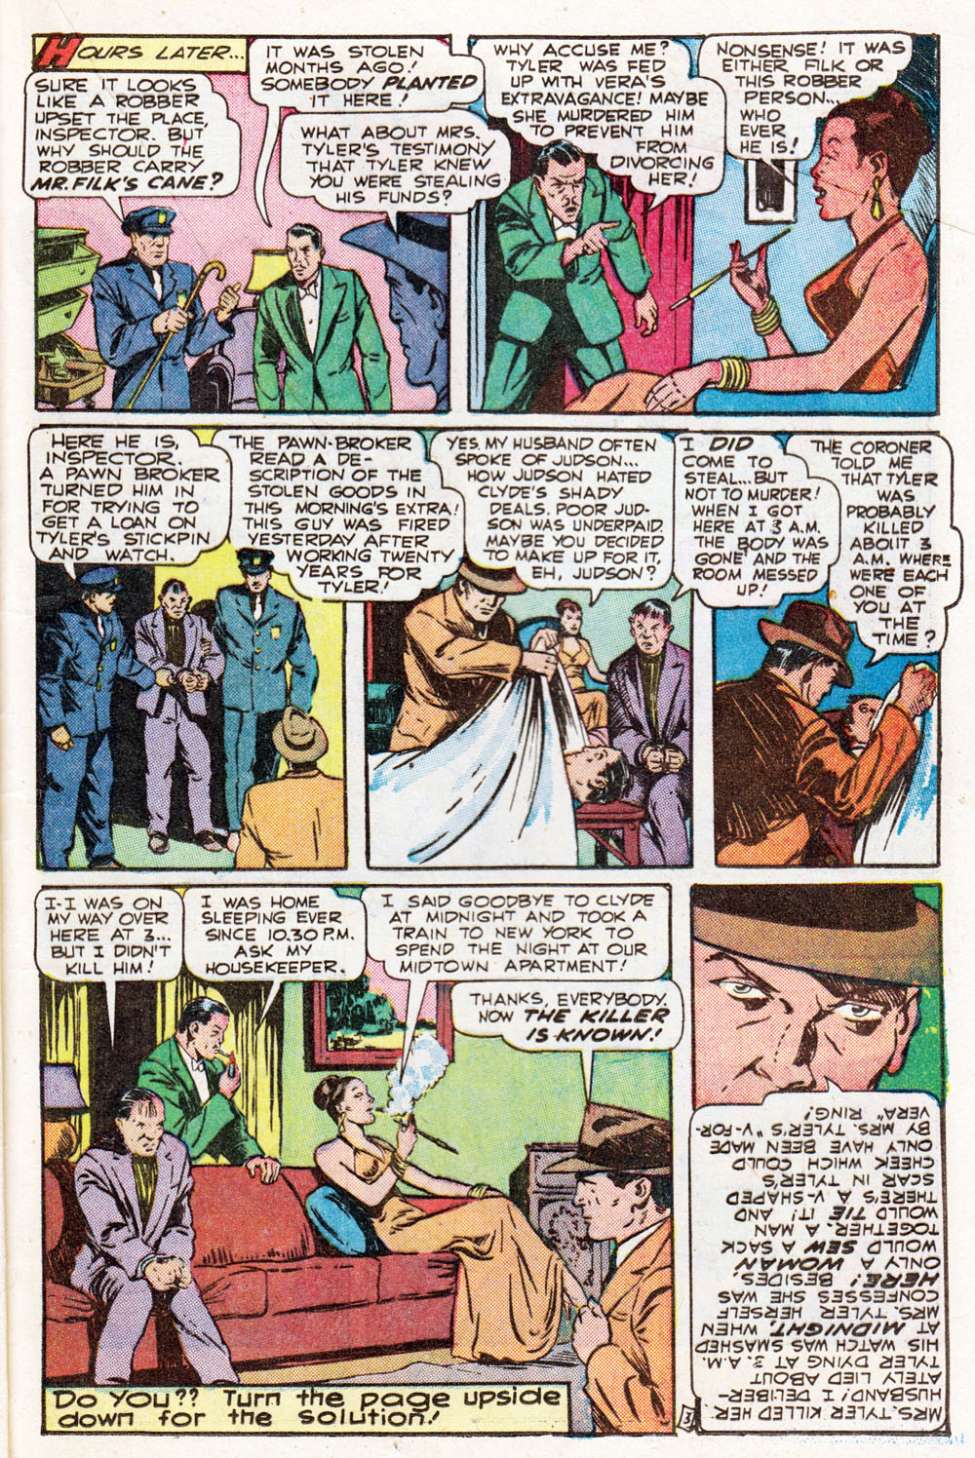 HOURS LATER...
SURE IT LOOKS
LIKE A ROBBER
UPSET THE PLACE,
INSPECTOR. BUT
WHY SHOULD THE
ROBBER CARRY
MR. FILK'S CANE?
IT WAS STOLEN
MONTHS AGO!
SOMEBODY PLANTED
IT HERE!
WHAT ABOUT MRS.
TYLER'S TESTIMONY
THAT TYLER KNEW
YOU WERE STEALING
HIS FUNDS?
WHY ACCUSE ME?
TYLER WAS FED
UP WITH VERA'S
EXTRAVAGANCE! MAYBE
SHE MURDERED HIM
TO PREVENT HIM
FROM
DIVORCING
HER!
NONSENSE! IT WAS
EITHER FILK OR
THIS ROBBER
PERSON...
WHO
EVER
HE IS!
HERE HE IS,
INSPECTOR.
A PAWN BROKER
TURNED HIM IN
FOR TRYING TO
GET A LOAN ON
TYLER'S STICKPIN
AND WATCH.
THE PAWN-BROKER
READ A DE-
SCRIPTION OF THE
STOLEN GOODS IN
THIS MORNING'S EXTRA!
THIS GUY WAS FIRED
YESTERDAY AFTER
WORKING TWENTY
YEARS FOR
TYLER!
YES, MY HUSBAND OFTEN
SPOKE OF JUDSON...
HOW JUDSON HATED
CLYDE'S SHADY
DEALS. POOR JUD-
SON WAS UNDERPAID.
MAYBE YOU DECIDED
TO MAKE UP FOR IT,
EH, JUDSON?
I DID
COME TO
STEAL...BUT
NOT TO MURDER!
WHEN I GOT
HERE AT 3 A.M.
THE BODY WAS
GONE AND THE
ROOM MESSED
UP!
THE CORONER
TOLD ME
THAT TYLER
WAS
PROBABLY
KILLED
ABOUT 3
A.M. WHERE
WERE EACH
ONE OF
YOU AT
THE
TIME?
I-I WAS ON
MY WAY OVER
HERE AT 3...
BUT I DIDN'T
KILL HIM!
I WAS HOME
SLEEPING EVER
SINCE 10.30 P.M.
ASK MY
HOUSEKEEPER.
I SAID GOODBYE TO CLYDE
AT MIDNIGHT AND TOOK A
TRAIN TO NEW YORK TO
SPEND THE NIGHT AT OUR
MIDTOWN APARTMENT!
THANKS, EVERYBODY.
NOW THE KILLER
IS KNOWN!
DO YOU?? Turn the page upside
down for the solution!
MRS. TYLER KILLED HER
HUSBAND! I DELIBER-
ATELY LIED ABOUT
TYLER DYING AT 3. A.M.
HIS WATCH WAS SMASHED
AT MIDNIGHT, WHEN
MRS. TYLER HERSELF
CONFESSES SHE WAS
HERE! BESIDES,
ONLY A WOMAN
WOULD SEW A SACK
TOGETHER. A MAN
WOULD TIE IT! AND
THERE'S A V-SHAPED
SCAR IN TYLER'S
CHEEK WHICH COULD
ONLY HAVE BEEN MADE
BY MRS. TYLER'S "V-FOR-
VERA" RING!
3